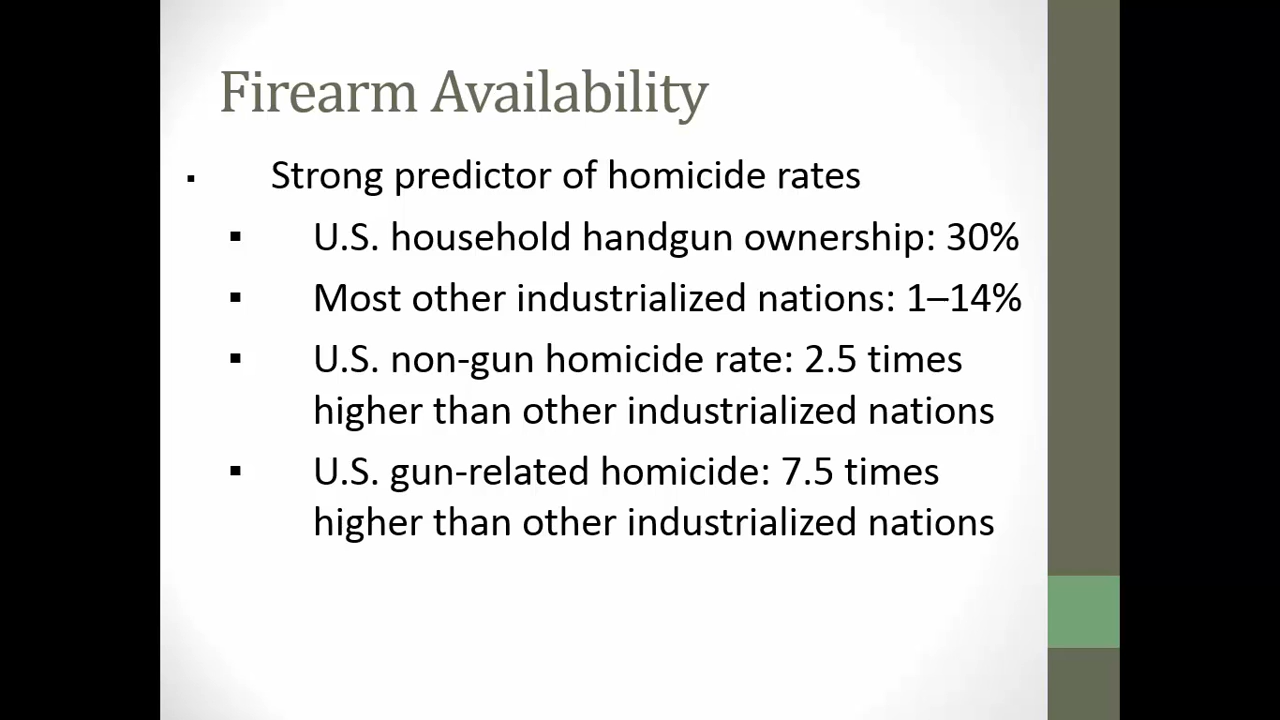 Firearm Availability
▪ Strong predictor of homicide rates
▪ U.S. household handgun ownership: 30%
▪ Most other industrialized nations: 1–14%
▪ U.S. non-gun homicide rate: 2.5 times
higher than other industrialized nations
▪ U.S. gun-related homicide: 7.5 times
higher than other industrialized nations